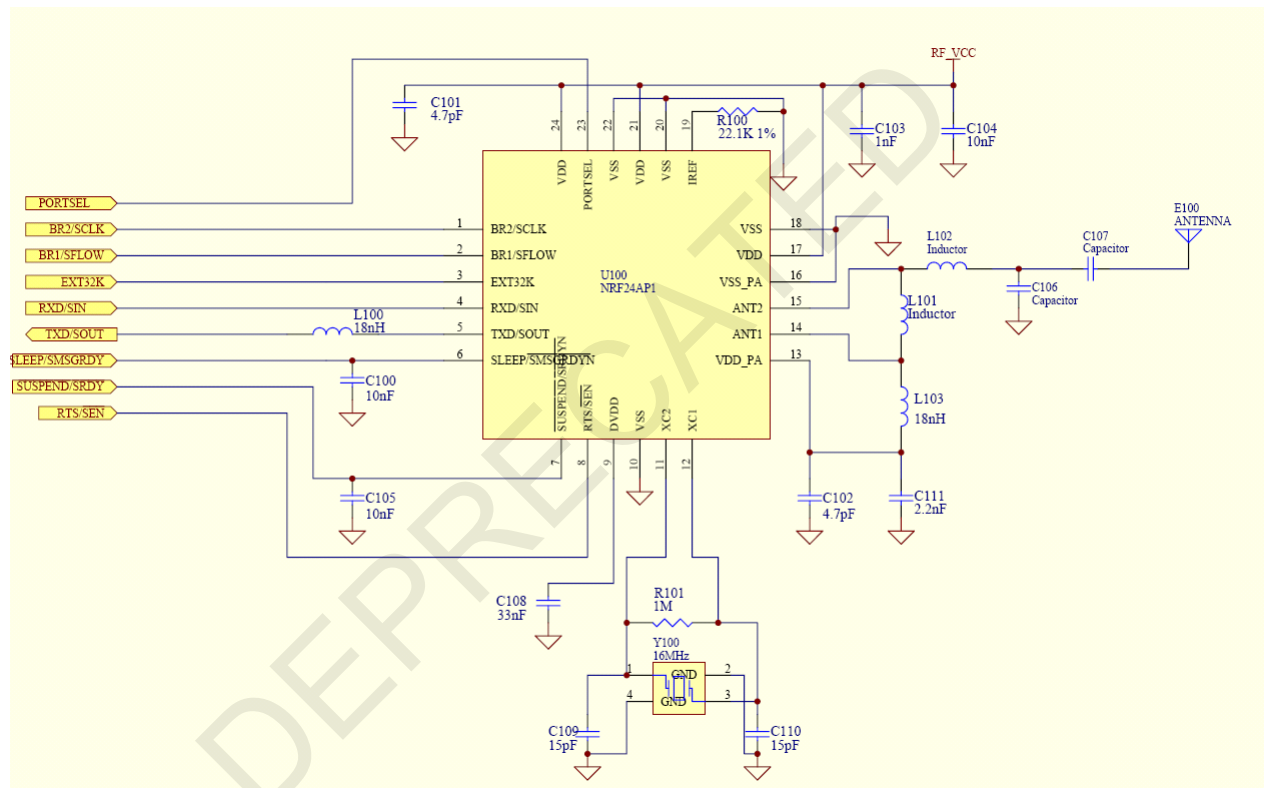 RF_VCC
C101
4.7pF
R100
22.1K 1%
C103
1nF
C104
10nF
24
23
22
21
20
19
VDD
PORTSEL
VSS
VDD
VSS
IREF
PORTSEL
BR2/SCLK
BR1/SFLOW
EXT32K
RXD/SIN
TXD/SOUT
SLEEP/SMSGRDY
SUSPEND/SRDY
RTS/SEN
1
2
3
4
5
6
BR2/SCLK
BR1/SFLOW
EXT32K
RXD/SIN
TXD/SOUT
SLEEP/SMSGRDYN
U100
NRF24AP1
VSS
VDD
VSS_PA
ANT2
ANT1
VDD_PA
18
17
16
15
14
13
E100
ANTENNA
L102
Inductor
C107
Capacitor
C106
Capacitor
L101
Inductor
L100
18nH
L103
18nH
C100
10nF
SUSPEND/SRDYN
RTS/SEN
DVDD
VSS
XC2
XC1
7
8
9
10
11
12
C105
10nF
C102
4.7pF
C111
2.2nF
C108
33nF
R101
1M
Y100
16MHz
1
2
GND
4
3
GND
C109
15pF
C110
15pF
DEPRECATED